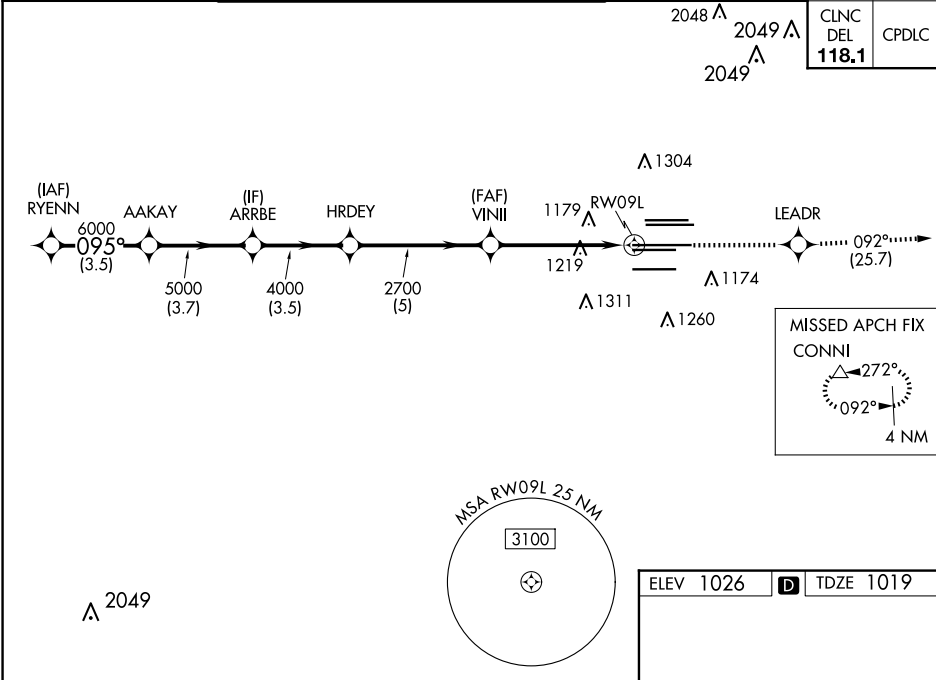 2048
2049
2049
CLNC
DEL
118.1
CPDLC
1304
(IAF)
RYENN
6000
095°
(3.5)
AAKAY
5000
(3.7)
(IF)
ARRBE
4000
(3.5)
HRDEY
2700
(5)
(FAF)
VINII
1179
RW09L
1219
LEADR
092°
(25.7)
1174
1311
1260
MISSED APCH FIX
CONNI
272°
092°
4 NM
MSA RW09L 25 NM
3100
2049
ELEV 1026
D
TDZE 1019